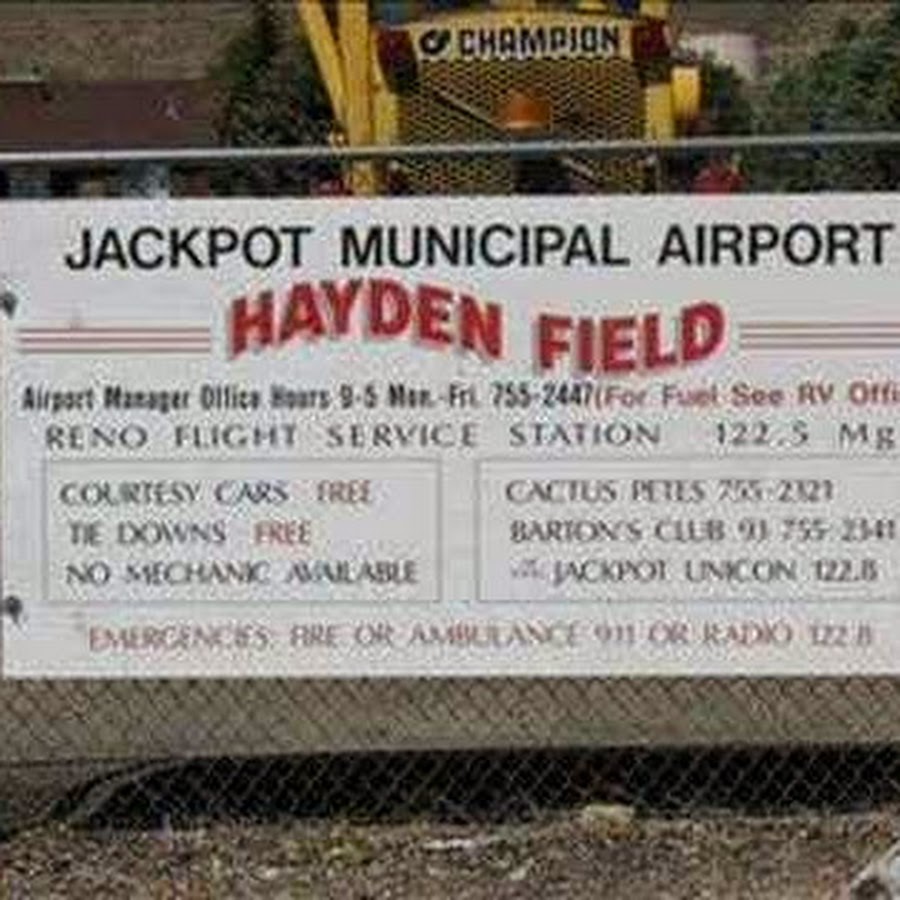 CHAMPION
JACKPOT MUNICIPAL AIRPORT
HAYDEN FIELD
Airport Manager Office Hours 9-5 Mon.-Fri. 755-2447 (For Fuel See RV Offi
RENO FLIGHT SERVICE STATION 122.5 Mg
COURTESY CARS FREE
TIE DOWNS FREE
NO MECHANIC AVAILABLE
CACTUS PETES 755-2321
BARTON'S CLUB 93 755-2341
JACKPOT UNICON 122.8
EMERGENCIES: FIRE OR AMBULANCE 911 OR RADIO 122.8